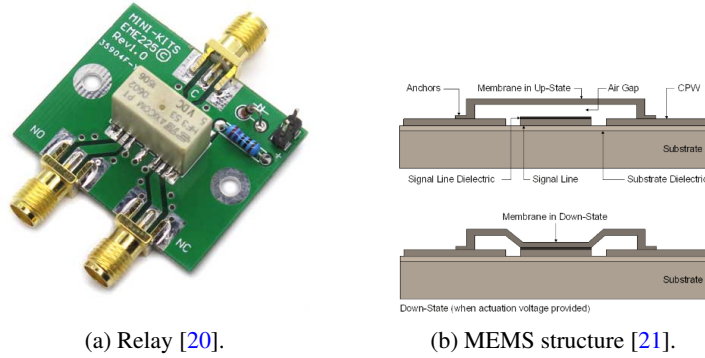 MINI-KITS
EME225©
Rev1.0
C
5 VDC
NO
NC
+
Membrane in Up-State
Air Gap
Anchors
CPW
Substrate
Signal Line Dielectric
Signal Line
Substrate Dielectric
Membrane in Down-State
Substrate
Down-State (when actuation voltage provided)
(a) Relay [20].
(b) MEMS structure [21].